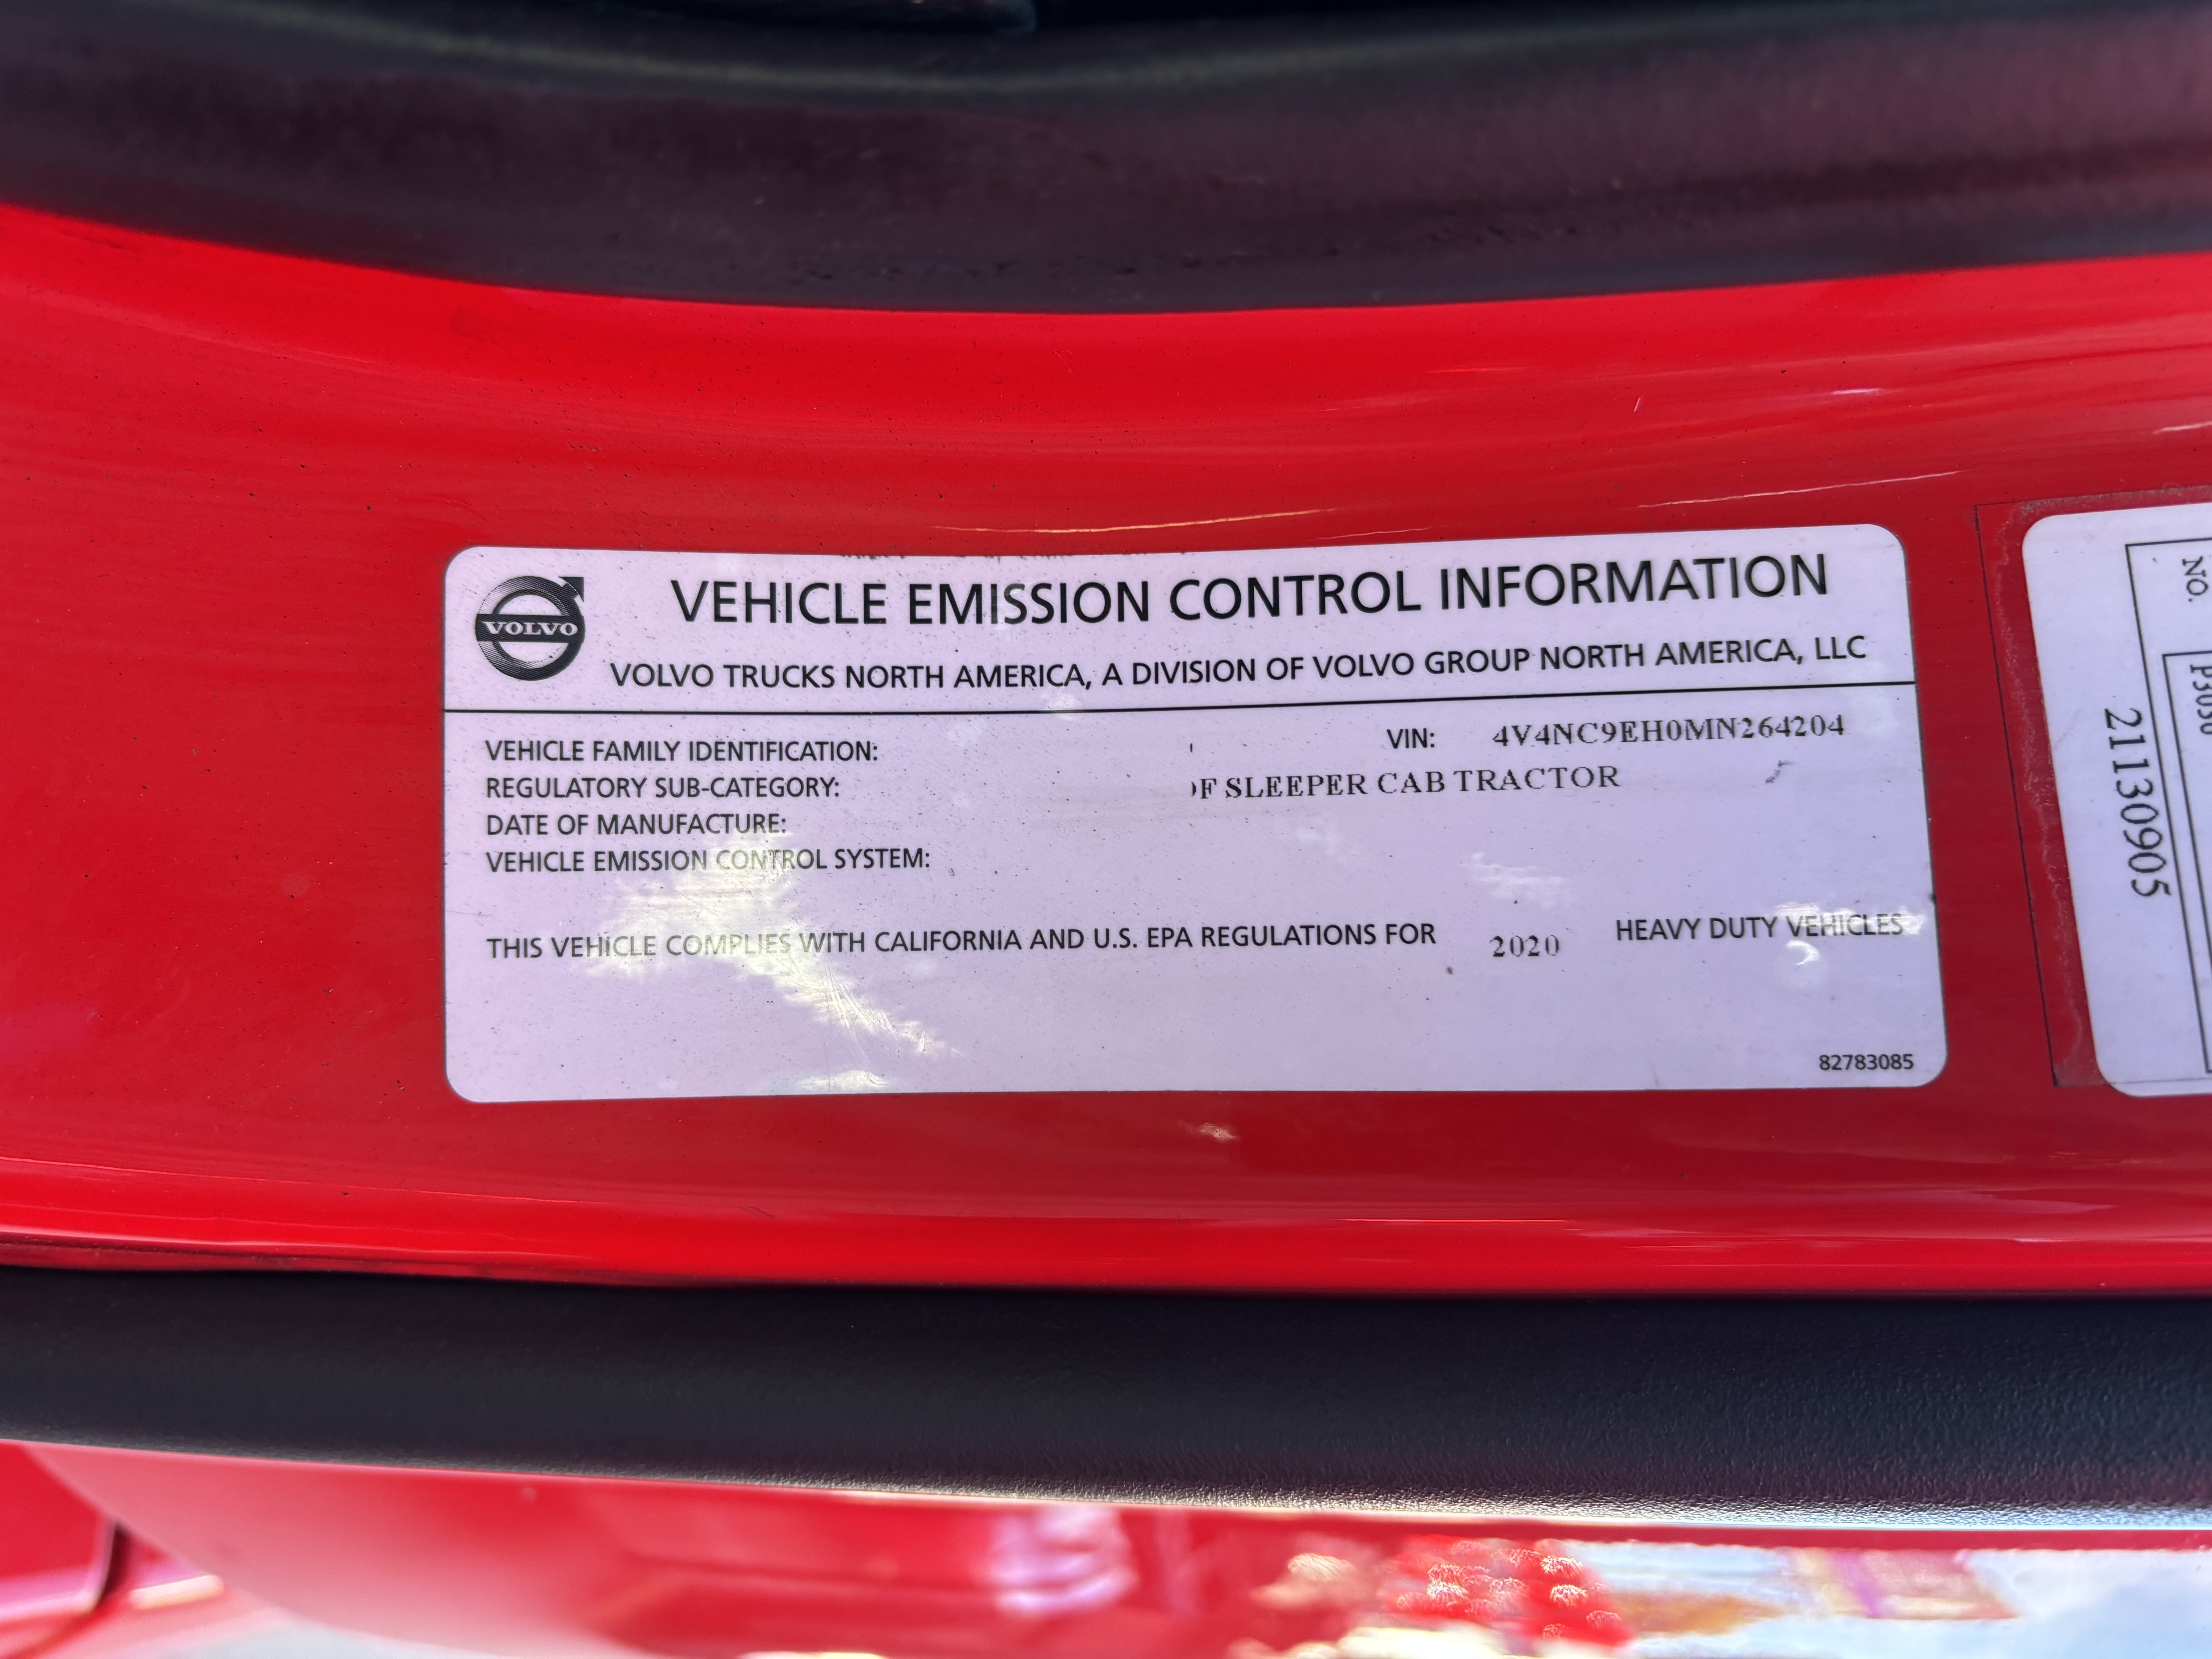 VOLVO
VEHICLE EMISSION CONTROL INFORMATION
VOLVO TRUCKS NORTH AMERICA, A DIVISION OF VOLVO GROUP NORTH AMERICA, LLC
VEHICLE FAMILY IDENTIFICATION: VIN: 4V4NC9EH0MN264204
REGULATORY SUB-CATEGORY: F SLEEPER CAB TRACTOR
DATE OF MANUFACTURE:
VEHICLE EMISSION CONTROL SYSTEM:
THIS VEHICLE COMPLIES WITH CALIFORNIA AND U.S. EPA REGULATIONS FOR 2020 HEAVY DUTY VEHICLES
82783085
NO.
P3036
21130905